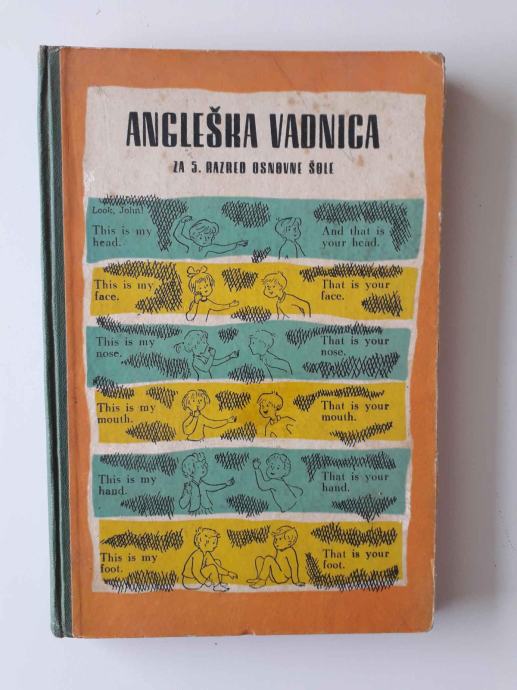 ANGLEŠKA VADNICA
ZA 5. RAZRED OSNOVNE ŠOLE
Look, John!
This is my
head.
And that is
your head.
This is my
face.
That is your
face.
This is my
nose.
That is your
nose.
This is my
mouth.
That is your
mouth.
This is my
hand.
That is your
hand.
This is my
foot.
That is your
foot.